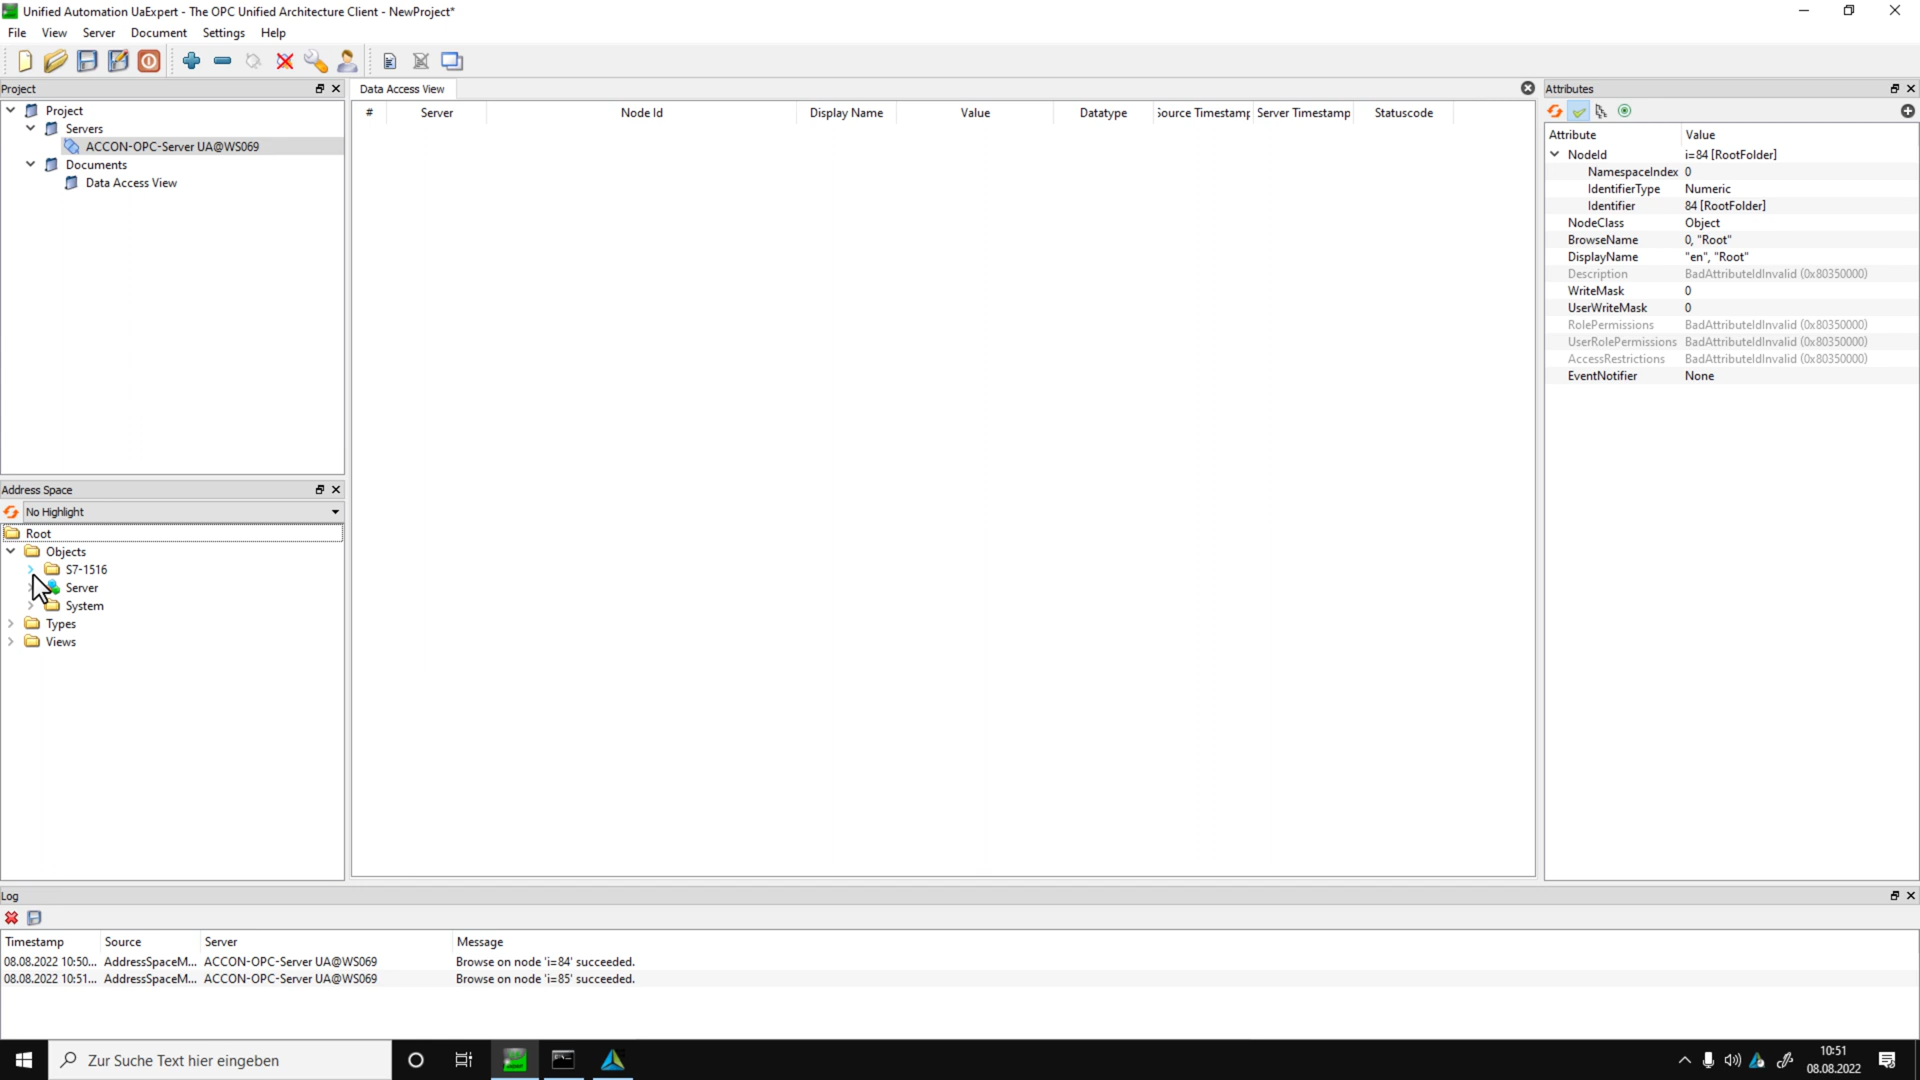 Unified Automation UaExpert - The OPC Unified Architecture Client - NewProject*
File View Server Document Settings Help
Project
Project
Servers
ACCON-OPC-Server UA@WS069
Documents
Data Access View
Address Space
No Highlight
Root
Objects
S7-1516
Server
System
Types
Views
Data Access View
# Server Node Id Display Name Value Datatype Source Timestamp Server Timestamp Statuscode
Attributes
Attribute Value
NodeId i=84 [RootFolder]
NamespaceIndex 0
IdentifierType Numeric
Identifier 84 [RootFolder]
NodeClass Object
BrowseName 0, "Root"
DisplayName "en", "Root"
Description BadAttributeIdInvalid (0x80350000)
WriteMask 0
UserWriteMask 0
RolePermissions BadAttributeIdInvalid (0x80350000)
UserRolePermissions BadAttributeIdInvalid (0x80350000)
AccessRestrictions BadAttributeIdInvalid (0x80350000)
EventNotifier None
Log
Timestamp Source Server Message
08.08.2022 10:50... AddressSpaceM... ACCON-OPC-Server UA@WS069 Browse on node 'i=84' succeeded.
08.08.2022 10:51... AddressSpaceM... ACCON-OPC-Server UA@WS069 Browse on node 'i=85' succeeded.
Zur Suche Text hier eingeben
10:51
08.08.2022